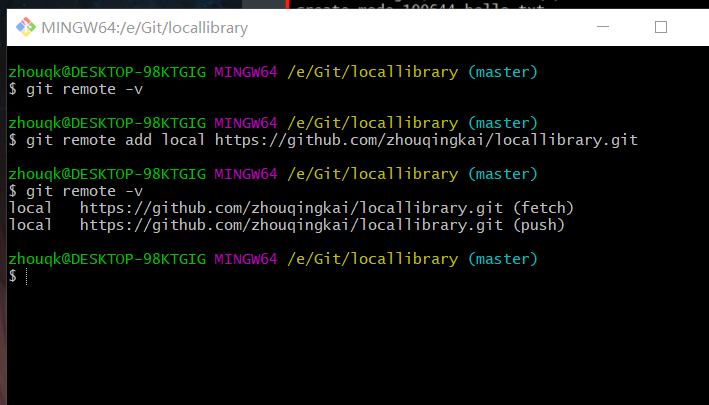 create mode 100644 hello.txt
MINGW64:/e/Git/locallibrary
zhouqk@DESKTOP-98KTGIG MINGW64 /e/Git/locallibrary (master)
$ git remote -v
zhouqk@DESKTOP-98KTGIG MINGW64 /e/Git/locallibrary (master)
$ git remote add local https://github.com/zhouqingkai/locallibrary.git
zhouqk@DESKTOP-98KTGIG MINGW64 /e/Git/locallibrary (master)
$ git remote -v
local   https://github.com/zhouqingkai/locallibrary.git (fetch)
local   https://github.com/zhouqingkai/locallibrary.git (push)
zhouqk@DESKTOP-98KTGIG MINGW64 /e/Git/locallibrary (master)
$